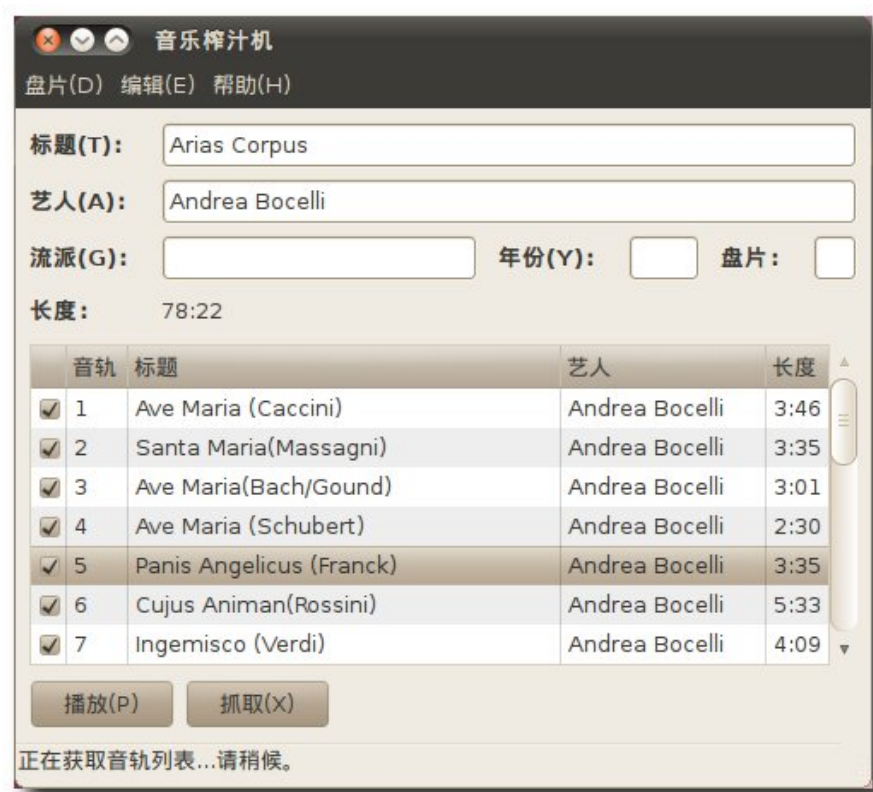 音乐榨汁机
盘片(D) 编辑(E) 帮助(H)
标题(T): Arias Corpus
艺人(A): Andrea Bocelli
流派(G): 年份(Y): 盘片:
长度: 78:22
音轨 标题 艺人 长度
1 Ave Maria (Caccini) Andrea Bocelli 3:46
2 Santa Maria(Massagni) Andrea Bocelli 3:35
3 Ave Maria(Bach/Gound) Andrea Bocelli 3:01
4 Ave Maria (Schubert) Andrea Bocelli 2:30
5 Panis Angelicus (Franck) Andrea Bocelli 3:35
6 Cujus Animan(Rossini) Andrea Bocelli 5:33
7 Ingemisco (Verdi) Andrea Bocelli 4:09
播放(P) 抓取(X)
正在获取音轨列表...请稍候。